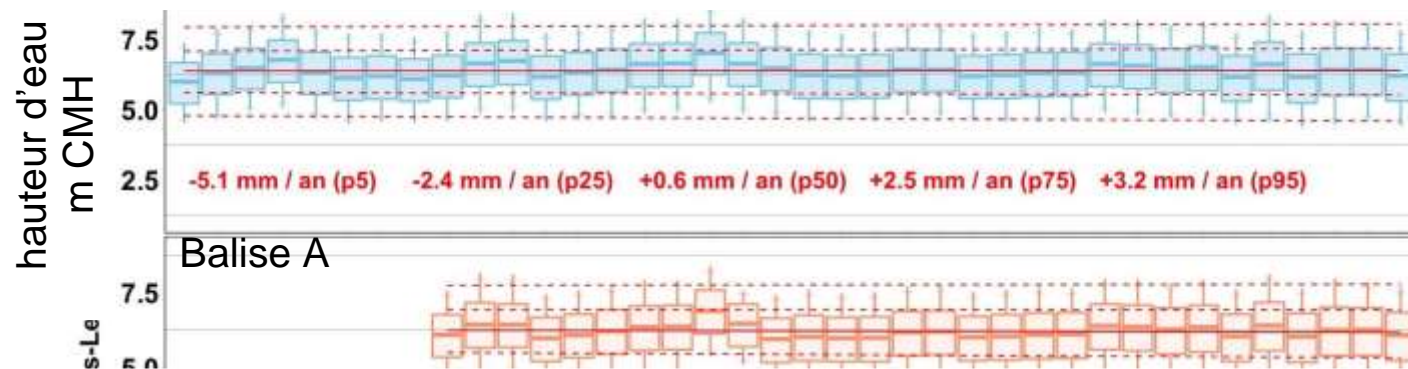 hauteur d'eau
m CMH
7.5
5.0
2.5
-5.1 mm / an (p5) -2.4 mm / an (p25) +0.6 mm / an (p50) +2.5 mm / an (p75) +3.2 mm / an (p95)
Balise A
7.5
s-Le
5.0